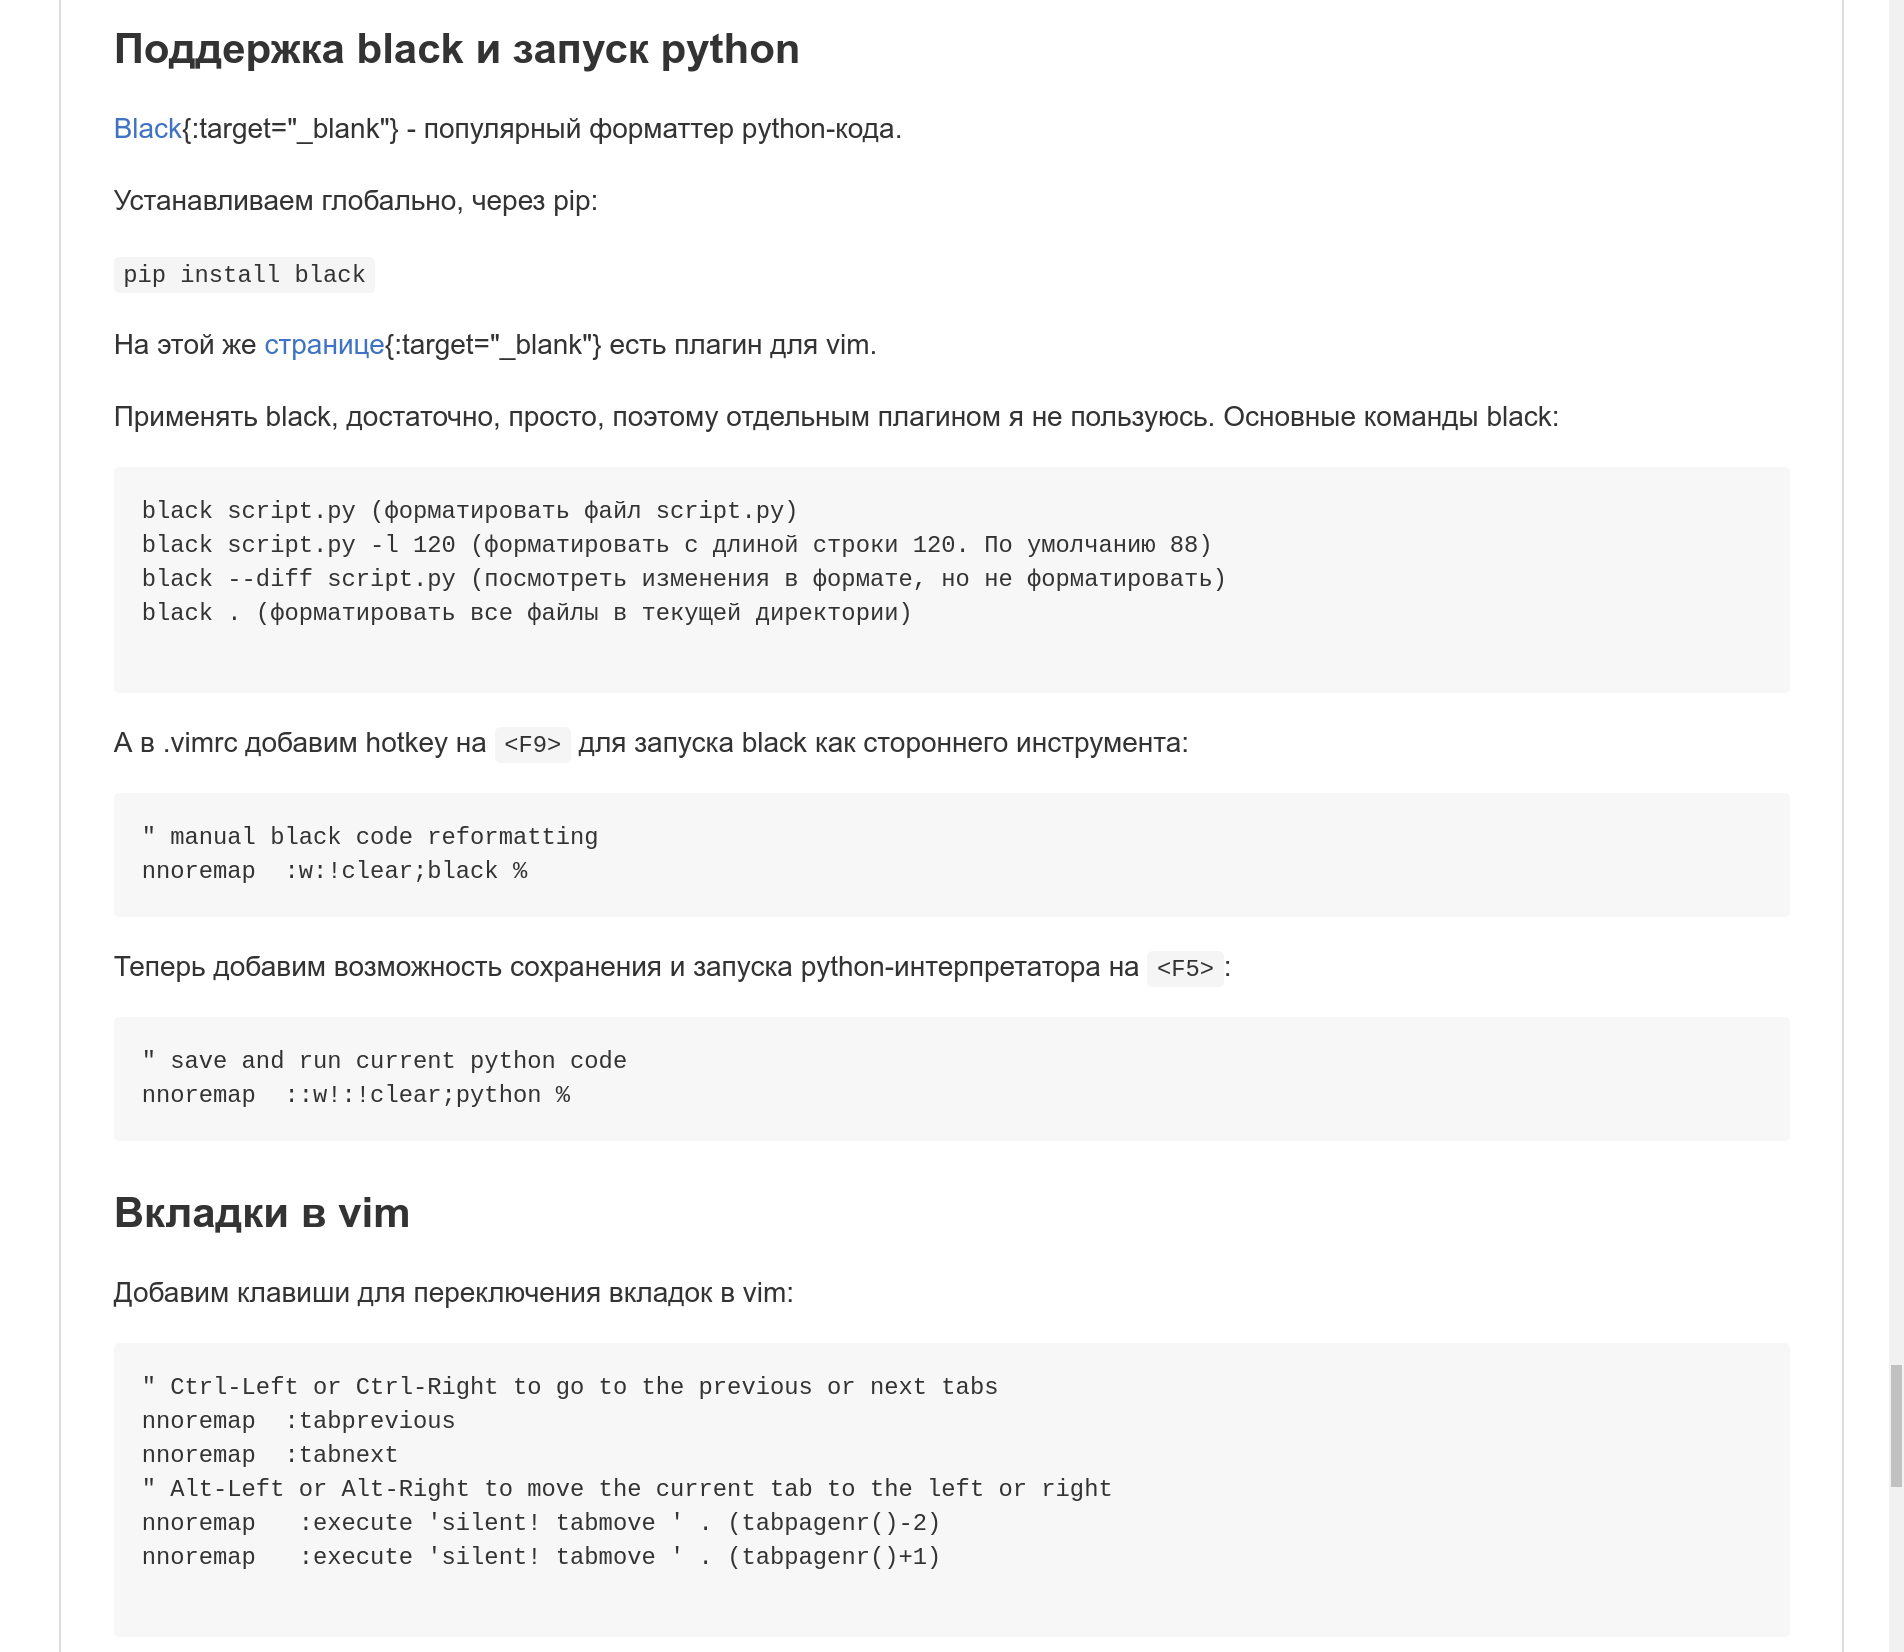 Поддержка black и запуск python
Black{:target="_blank"} - популярный форматтер python-кода.
Устанавливаем глобально, через pip:
pip install black
На этой же странице{:target="_blank"} есть плагин для vim.
Применять black, достаточно, просто, поэтому отдельным плагином я не пользуюсь. Основные команды black:
black script.py (форматировать файл script.py)
black script.py -l 120 (форматировать с длиной строки 120. По умолчанию 88)
black --diff script.py (посмотреть изменения в формате, но не форматировать)
black . (форматировать все файлы в текущей директории)
А в .vimrc добавим hotkey на <F9> для запуска black как стороннего инструмента:
" manual black code reformatting
nnoremap  :w:!clear;black %
Теперь добавим возможность сохранения и запуска python-интерпретатора на <F5>:
" save and run current python code
nnoremap  ::w!:!clear;python %
Вкладки в vim
Добавим клавиши для переключения вкладок в vim:
" Ctrl-Left or Ctrl-Right to go to the previous or next tabs
nnoremap  :tabprevious
nnoremap  :tabnext
" Alt-Left or Alt-Right to move the current tab to the left or right
nnoremap   :execute 'silent! tabmove ' . (tabpagenr()-2)
nnoremap   :execute 'silent! tabmove ' . (tabpagenr()+1)